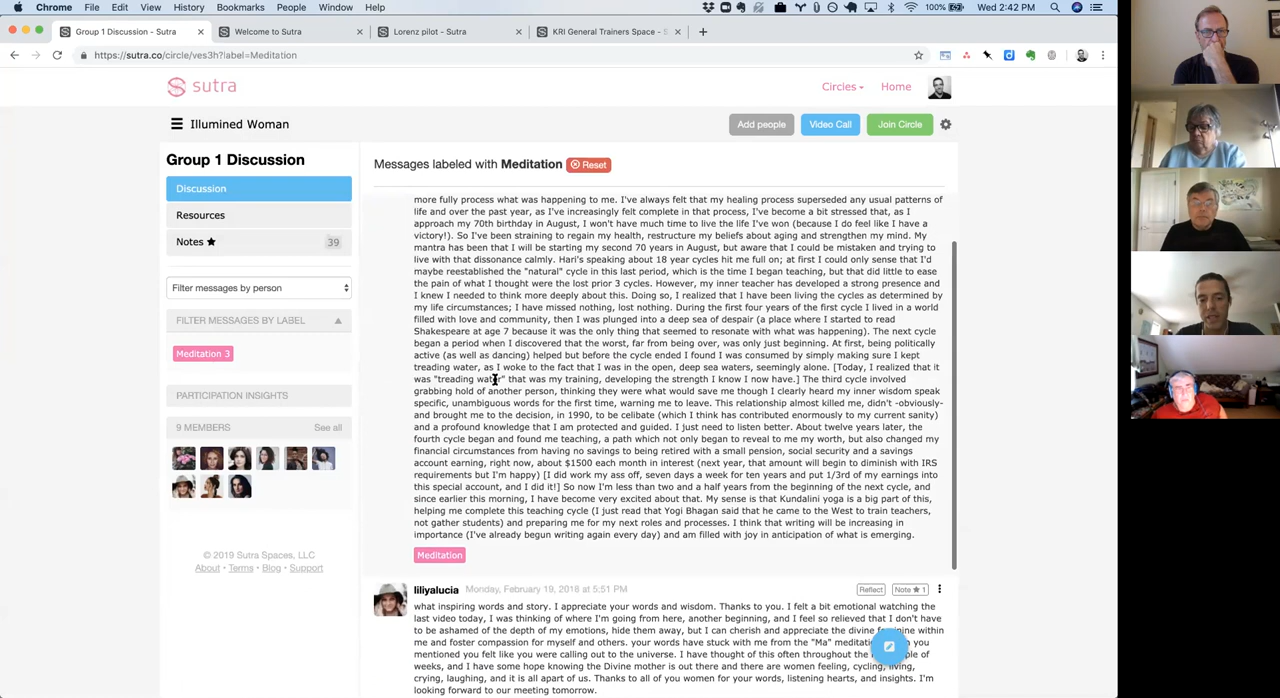 Chrome File Edit View History Bookmarks People Window Help 100% Wed 2:42 PM
Group 1 Discussion - Sutra Welcome to Sutra Lorenz pilot - Sutra KRI General Trainers Space -
https://sutra.co/circle/ves3h?label=Meditation
sutra Circles Home
Illumined Woman Add people Video Call Join Circle
Group 1 Discussion
Discussion
Resources
Notes ★ 39
Filter messages by person
FILTER MESSAGES BY LABEL
Meditation 3
PARTICIPATION INSIGHTS
9 MEMBERS See all
© 2019 Sutra Spaces, LLC
About • Terms • Blog • Support
Messages labeled with Meditation Reset
more fully process what was happening to me. I've always felt that my healing process superseded any usual patterns of
life and over the past year, as I've increasingly felt complete in that process, I've become a bit stressed that, as I
approach my 70th birthday in August, I won't have much time to live the life I've won (because I do feel like I have a
victory!). So I've been straining to regain my health, restructure my beliefs about aging and strengthen my mind. My
mantra has been that I will be starting my second 70 years in August, but aware that I could be mistaken and trying to
live with that dissonance calmly. Hari's speaking about 18 year cycles hit me full on; at first I could only sense that I'd
maybe reestablished the "natural" cycle in this last period, which is the time I began teaching, but that did little to ease
the pain of what I thought were the lost prior 3 cycles. However, my inner teacher has developed a strong presence and
I knew I needed to think more deeply about this. Doing so, I realized that I have been living the cycles as determined by
my life circumstances; I have missed nothing, lost nothing. During the first four years of the first cycle I lived in a world
filled with love and community, then I was plunged into a deep sea of despair (a place where I started to read
Shakespeare at age 7 because it was the only thing that seemed to resonate with what was happening). The next cycle
began a period when I discovered that the worst, far from being over, was only just beginning. At first, being politically
active (as well as dancing) helped but before the cycle ended I found I was consumed by simply making sure I kept
treading water, as I woke to the fact that I was in the open, deep sea waters, seemingly alone. [Today, I realized that it
was "treading water" that was my training, developing the strength I know I now have.] The third cycle involved
grabbing hold of another person, thinking they were what would save me though I clearly heard my inner wisdom speak
specific, unambiguous words for the first time, warning me to leave. This relationship almost killed me, didn't -obviously-
and brought me to the decision, in 1990, to be celibate (which I think has contributed enormously to my current sanity)
and a profound knowledge that I am protected and guided. I just need to listen better. About twelve years later, the
fourth cycle began and found me teaching, a path which not only began to reveal to me my worth, but also changed my
financial circumstances from having no savings to being retired with a small pension, social security and a savings
account earning, right now, about $1500 each month in interest (next year, that amount will begin to diminish with IRS
requirements but I'm happy) [I did work my ass off, seven days a week for ten years and put 1/3rd of my earnings into
this special account, and I did it!] So now I'm less than two and a half years from the beginning of the next cycle, and
since earlier this morning, I have become very excited about that. My sense is that Kundalini yoga is a big part of this,
helping me complete this teaching cycle (I just read that Yogi Bhagan said that he came to the West to train teachers,
not gather students) and preparing me for my next roles and processes. I think that writing will be increasing in
importance (I've already begun writing again every day) and am filled with joy in anticipation of what is emerging.
Meditation
liliyalucia Monday, February 19, 2018 at 5:51 PM Reflect Note ★ 1
what inspiring words and story. I appreciate your words and wisdom. Thanks to you. I felt a bit emotional watching the
last video today, I was thinking of where I'm going from here, another beginning, and I feel so relieved that I don't have
to be ashamed of the depth of my emotions, hide them away, but I can cherish and appreciate the divine feminine within
me and foster compassion for myself and others. your words have stuck with me from the "Ma" you
mentioned you felt like you were calling out to the universe. I have thought of this often throughout the of
weeks, and I have some hope knowing the Divine mother is out there and there are women feeling, cycling, living,
crying, laughing, and it is all apart of us. Thanks to all of you women for your words, listening hearts, and insights. I'm
looking forward to our meeting tomorrow.